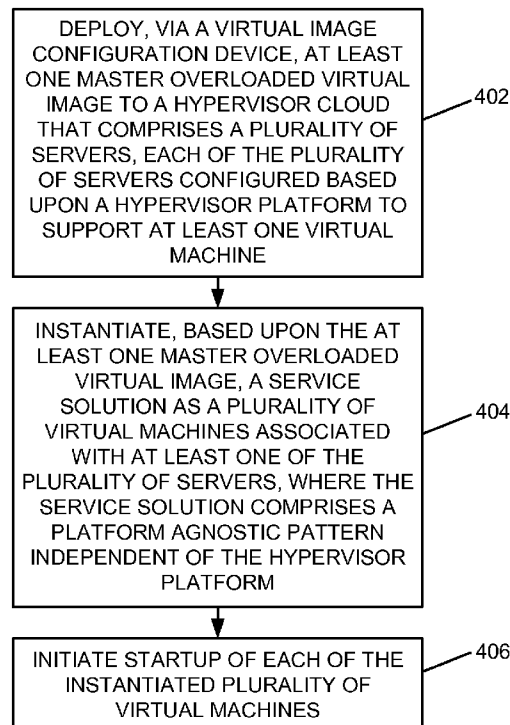 DEPLOY, VIA A VIRTUAL IMAGE
CONFIGURATION DEVICE, AT LEAST
ONE MASTER OVERLOADED VIRTUAL
IMAGE TO A HYPERVISOR CLOUD
THAT COMPRISES A PLURALITY OF
SERVERS, EACH OF THE PLURALITY
OF SERVERS CONFIGURED BASED
UPON A HYPERVISOR PLATFORM TO
SUPPORT AT LEAST ONE VIRTUAL
MACHINE
402
INSTANTIATE, BASED UPON THE AT
LEAST ONE MASTER OVERLOADED
VIRTUAL IMAGE, A SERVICE
SOLUTION AS A PLURALITY OF
VIRTUAL MACHINES ASSOCIATED
WITH AT LEAST ONE OF THE
PLURALITY OF SERVERS, WHERE THE
SERVICE SOLUTION COMPRISES A
PLATFORM AGNOSTIC PATTERN
INDEPENDENT OF THE HYPERVISOR
PLATFORM
404
INITIATE STARTUP OF EACH OF THE
INSTANTIATED PLURALITY OF
VIRTUAL MACHINES
406